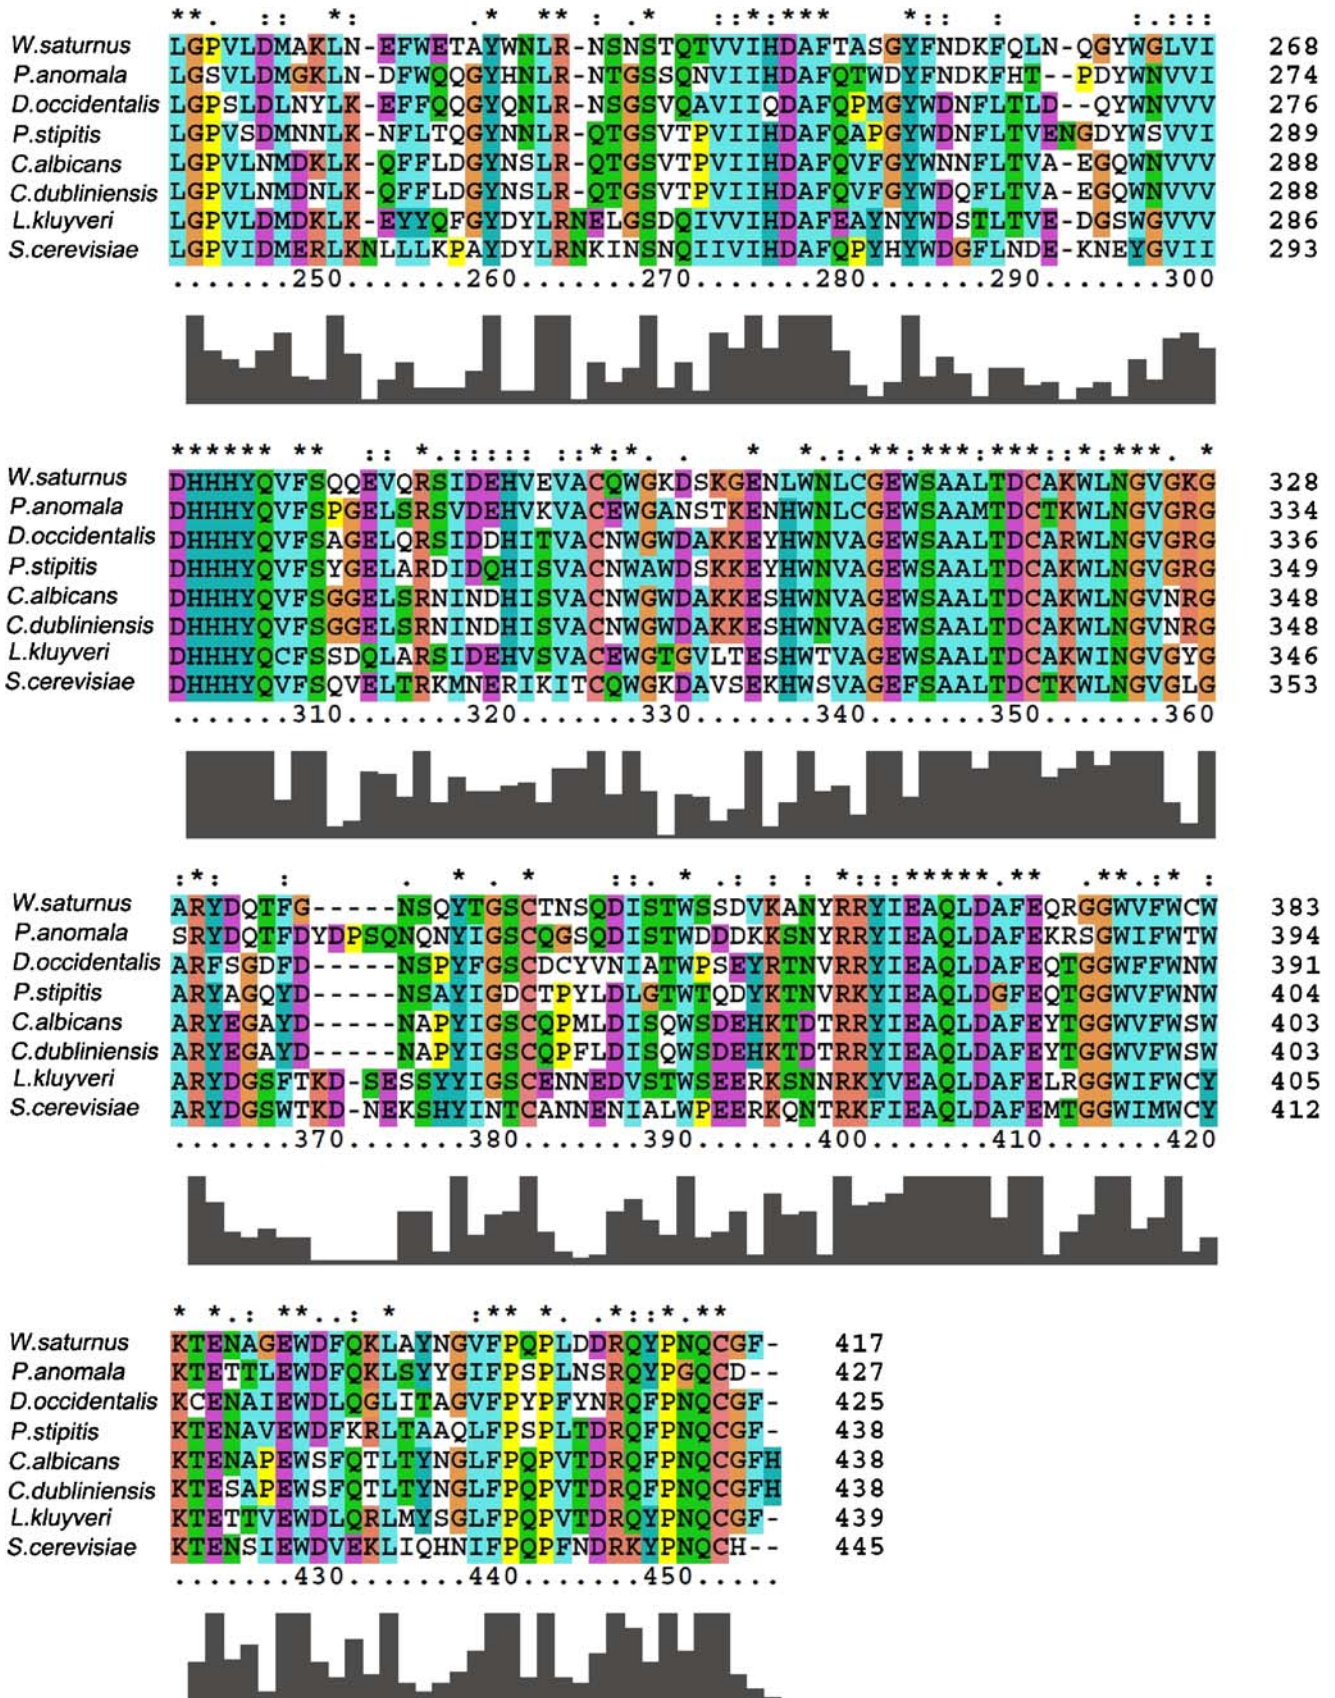 **. :: *: .* ** : .* ::*:*** *:: : :.:::
W.saturnus LGPVLDMAKLN-EFWETAYWNLR-NSNSTQTVVIHDAFTASGYFNDKFQLN-QGYWGLVI 268
P.anomala LGSVLDMGKLN-DFWQQGYHNLR-NTGSSQNVIIHDAFQTWDYFNDKFHT--PDYWNVVI 274
D.occidentalis LGPSLDLNYLK-EFFQQGYQNLR-NSGSVQAVIIQDAFQPMGYWDNFLTLD--QYWNVVV 276
P.stipitis LGPVSDMNNLK-NFLTQGYNNLR-QTGSVTPVIIHDAFQAPGYWDNFLTVENGDYWSVVI 289
C.albicans LGPVLNMDKLK-QFFLDGYNSLR-QTGSVTPVIIHDAFQVFGYWNNFLTVA-EGQWNVVV 288
C.dubliniensis LGPVLNMDNLK-QFFLDGYNSLR-QTGSVTPVIIHDAFQVFGYWDQFLTVA-EGQWNVVV 288
L.kluyveri LGPVLDMDKLK-EYYQFGYDYLRNELGSDQIVVIHDAFEAYNYWDSTLTVE-DGSWGVVV 286
S.cerevisiae LGPVIDMERLKNLLLKPAYDYLRNKINSNQIIVIHDAFQPYHYWDGFLNDE-KNEYGVII 293
.......250.......260.......270.......280.......290.......300
****** ** :: *.:::.::*:*. . * *.:.**:******::*:***. *
W.saturnus DHHHYQVFSQQEVQRSIDEHVEVACQWGKDSKGENLWNLCGEWSAALTDCAKWLNGVGKG 328
P.anomala DHHHYQVFSPGELSRSVDEHVKVACEWGANSTKENHWNLCGEWSAAMTDCTKWLNGVGRG 334
D.occidentalis DHHHYQVFSAGELQRSIDDHITVACNWGWDAKKEYHWNVAGEWSAALTDCARWLNGVGRG 336
P.stipitis DHHHYQVFSYGELARDIDQHISVACNWAWDSKKEYHWNVAGEWSAALTDCAKWLNGVGRG 349
C.albicans DHHHYQVFSGGELSRNINDHISVACNWGWDAKKESHWNVAGEWSAALTDCAKWLNGVNRG 348
C.dubliniensis DHHHYQVFSGGELSRNINDHISVACNWGWDAKKESHWNVAGEWSAALTDCAKWLNGVNRG 348
L.kluyveri DHHHYQCFSSDQLARSIDEHVSVACEWGTGVLTESHWTVAGEWSAALTDCAKWINGVGYG 346
S.cerevisiae DHHHYQVFSQVELTRKMNERIKITCQWGKDAVSEKHWSVAGEFSAALTDCTKWLNGVGLG 353
.......310.......320.......330.......340.......350.......360
:*: : . * . * ::. * .: : . *:::*****.** .**.:* :
W.saturnus ARYDQTFG-----NSQYTGSCTNSQDISTWSSDVKANYRRYIEAQLDAFEQRGGWVFWCW 383
P.anomala SRYDQTFDYDPSQNQNYIGSCQGSQDISTWDDDKKSNYRRYIEAQLDAFEKRSGWIFWTW 394
D.occidentalis ARFSGDFD-----NSPYFGSCDCYVNIATWPSEYRTNVRRYIEAQLDAFEQTGGWFFWNW 391
P.stipitis ARYAGQYD-----NSAYIGDCTPYLDLGTWTQDYKTNVRKYIEAQLDGFEQTGGWVFWNW 404
C.albicans ARYEGAYD-----NAPYIGSCQPMLDISQWSDEHKTDTRRYIEAQLDAFEYTGGWVFWSW 403
C.dubliniensis ARYEGAYD-----NAPYIGSCQPFLDISQWSDEHKTDTRRYIEAQLDAFEYTGGWVFWSW 403
L.kluyveri ARYDGSFTKD-SESSYYIGSCENNEDVSTWSEERKSNNRKYVEAQLDAFELRGGWIFWCY 405
S.cerevisiae ARYDGSWTKD-NEKSHYINTCANNENIALWPEERKQNTRKFIEAQLDAFEMTGGWIMWCY 412
.......370.......380.......390.......400.......410.......420
* *.: **..: * :** *. .*::*.**
W.saturnus KTENAGEWDFQKLAYNGVFPQPLDDRQYPNQCGF- 417
P.anomala KTETTLEWDFQKLSYYGIFPSPLNSRQYPGQCD-- 427
D.occidentalis KCENAIEWDLQGLITAGVFPYPFYNRQFPNQCGF- 425
P.stipitis KTENAVEWDFKRLTAAQLFPSPLTDRQFPNQCGF- 438
C.albicans KTENAPEWSFQTLTYNGLFPQPVTDRQFPNQCGFH 438
C.dubliniensis KTESAPEWSFQTLTYNGLFPQPVTDRQFPNQCGFH 438
L.kluyveri KTETTVEWDLQRLMYSGLFPQPVTDRQYPNQCGF- 439
S.cerevisiae KTENSIEWDVEKLIQHNIFPQPFNDRKYPNQCH-- 445
.......430.......440.......450.....